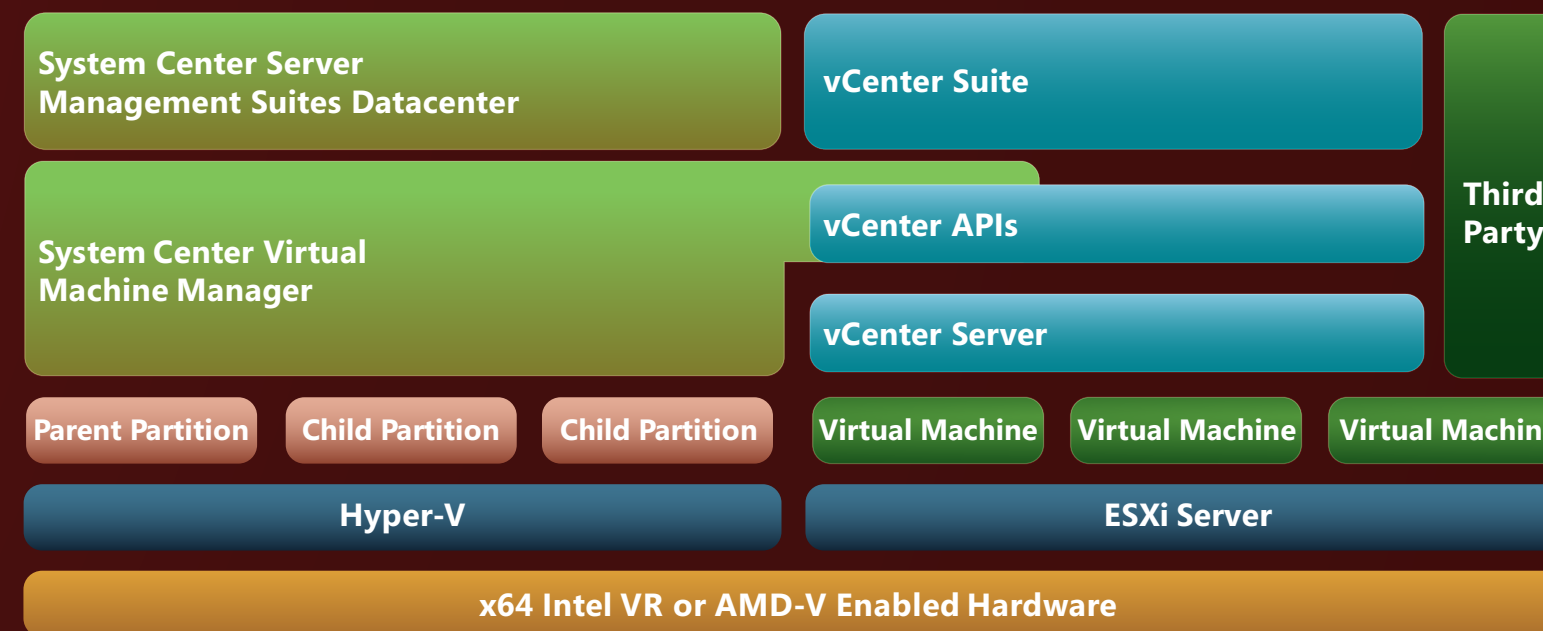 System Center Server
Management Suites Datacenter
vCenter Suite
System Center Virtual
Machine Manager
vCenter APIs
vCenter Server
Third
Party
Parent Partition
Child Partition
Child Partition
Virtual Machine
Virtual Machine
Virtual Machin
Hyper-V
ESXi Server
x64 Intel VR or AMD-V Enabled Hardware